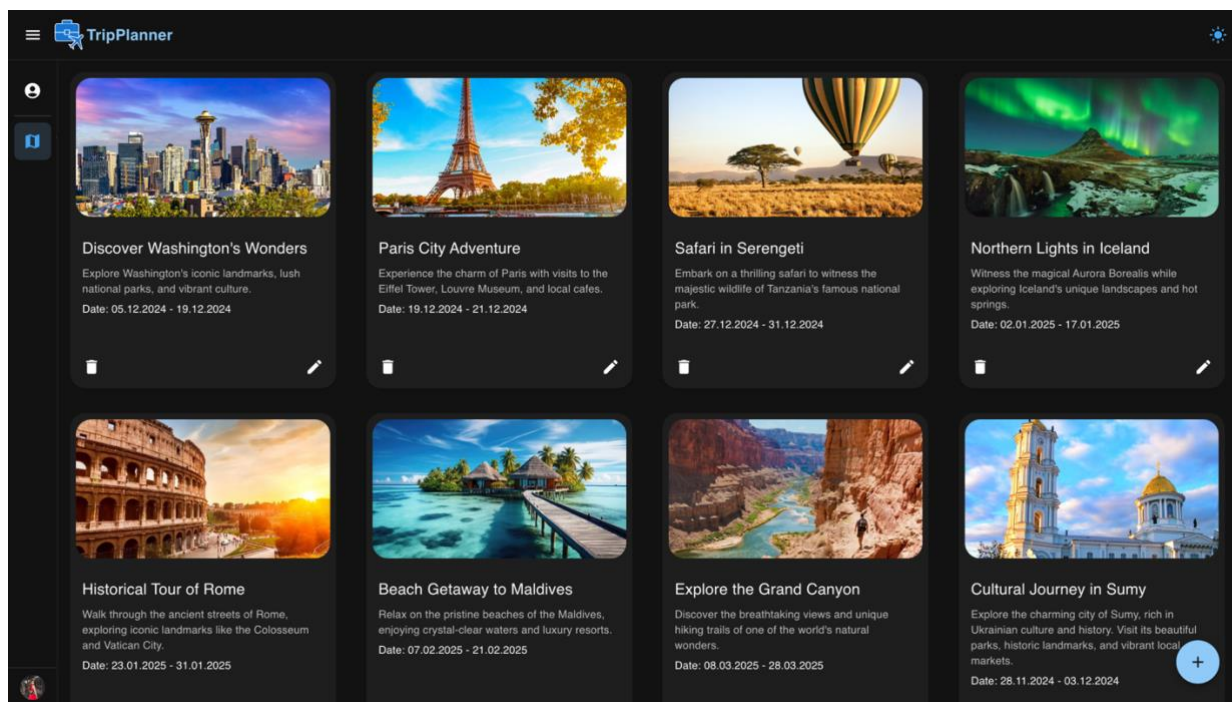 TripPlanner
Discover Washington's Wonders
Explore Washington's iconic landmarks, lush
national parks, and vibrant culture.
Date: 05.12.2024 - 19.12.2024
Paris City Adventure
Experience the charm of Paris with visits to the
Eiffel Tower, Louvre Museum, and local cafes.
Date: 19.12.2024 - 21.12.2024
Safari in Serengeti
Embark on a thrilling safari to witness the
majestic wildlife of Tanzania's famous national
park.
Date: 27.12.2024 - 31.12.2024
Northern Lights in Iceland
Witness the magical Aurora Borealis while
exploring Iceland's unique landscapes and hot
springs.
Date: 02.01.2025 - 17.01.2025
Historical Tour of Rome
Walk through the ancient streets of Rome,
exploring iconic landmarks like the Colosseum
and Vatican City.
Date: 23.01.2025 - 31.01.2025
Beach Getaway to Maldives
Relax on the pristine beaches of the Maldives,
enjoying crystal-clear waters and luxury resorts.
Date: 07.02.2025 - 21.02.2025
Explore the Grand Canyon
Discover the breathtaking views and unique
hiking trails of one of the world's natural
wonders.
Date: 08.03.2025 - 28.03.2025
Cultural Journey in Sumy
Explore the charming city of Sumy, rich in
Ukrainian culture and history. Visit its beautiful
parks, historic landmarks, and vibrant local
markets.
Date: 28.11.2024 - 03.12.2024